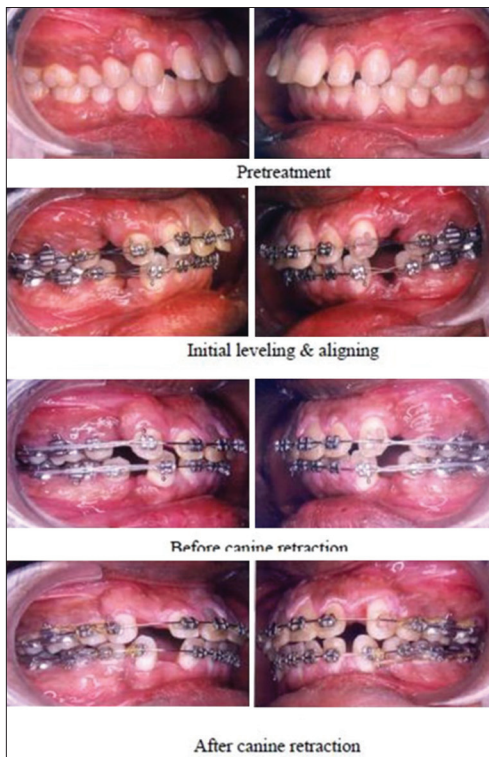 Pretreatment
Initial leveling & aligning
Before canine retraction
After canine retraction